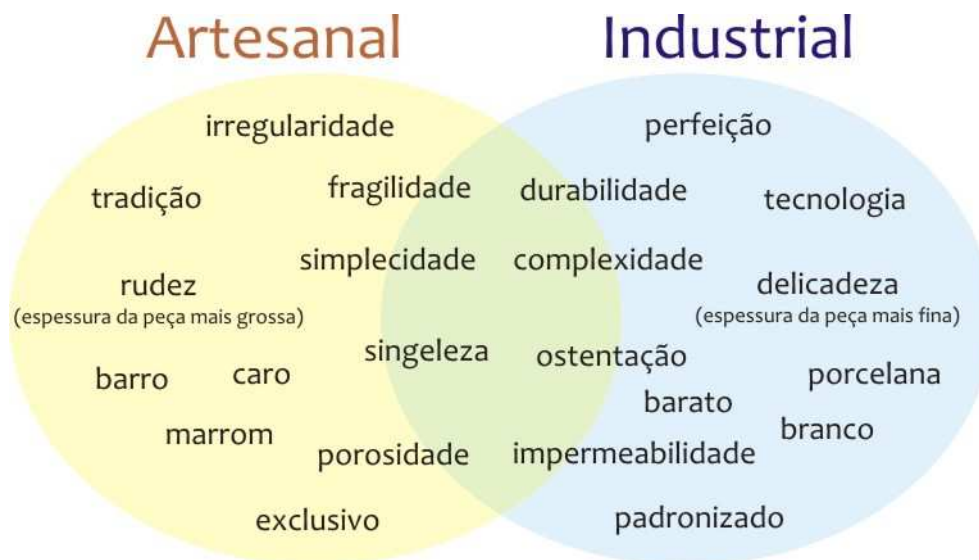 Artesanal Industrial
irregularidade perfeição
tradição fragilidade durabilidade tecnologia
simplecidade complexidade
rudez delicadeza
(espessura da peça mais grossa) (espessura da peça mais fina)
singeleza ostentação
barro caro porcelana
barato
marrom branco
porosidade impermeabilidade
exclusivo padronizado